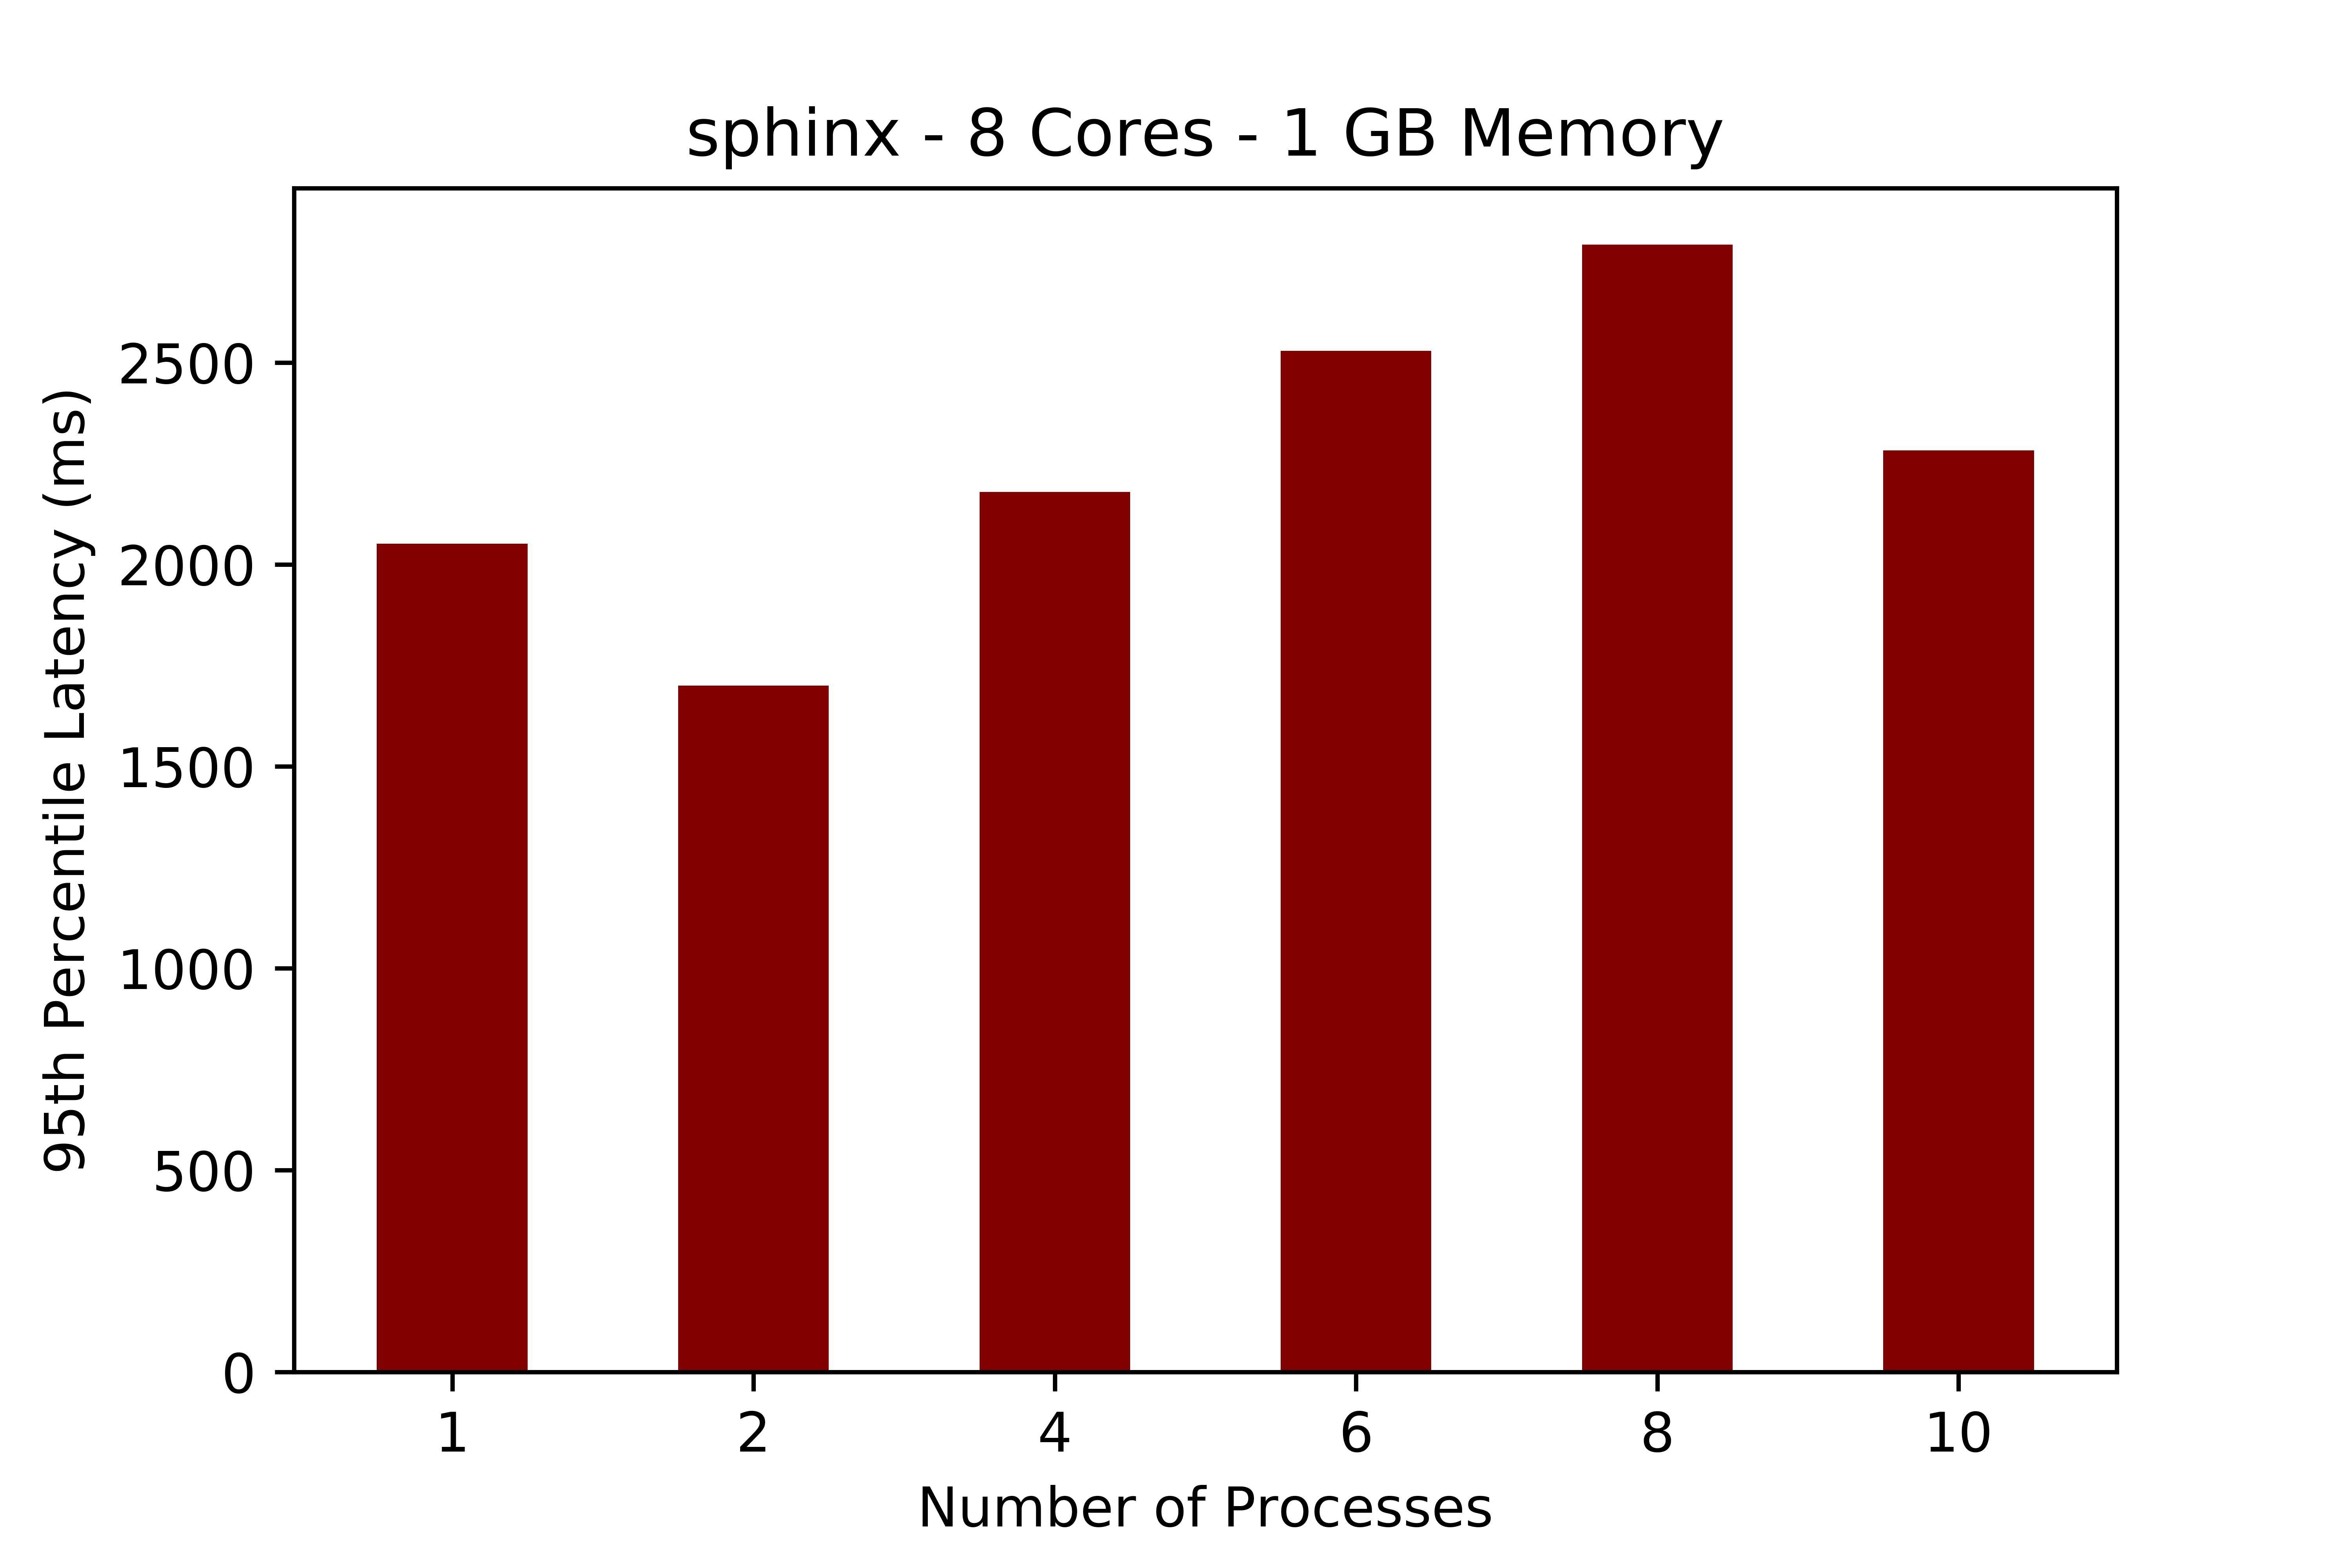 sphinx - 8 Cores - 1 GB Memory
95th Percentile Latency (ms)
2500
2000
1500
1000
500
0
1 2 4 6 8 10
Number of Processes